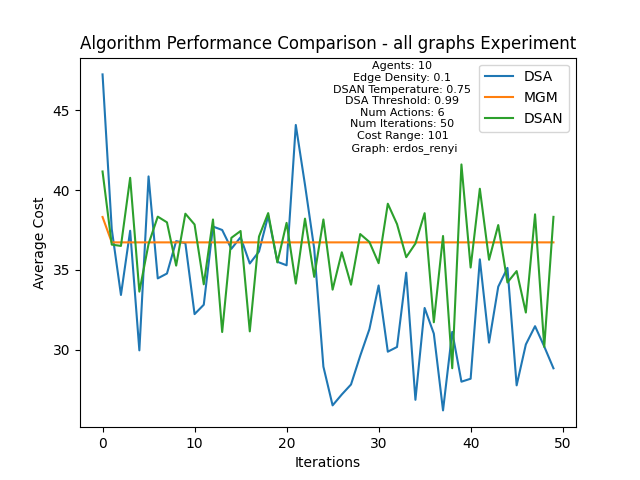 Algorithm Performance Comparison - all graphs Experiment
Agents: 10
Edge Density: 0.1
DSAN Temperature: 0.75
DSA Threshold: 0.99
Num Actions: 6
Num Iterations: 50
Cost Range: 101
Graph: erdos_renyi
DSA
MGM
DSAN
Average Cost
45
40
35
30
0 10 20 30 40 50
Iterations